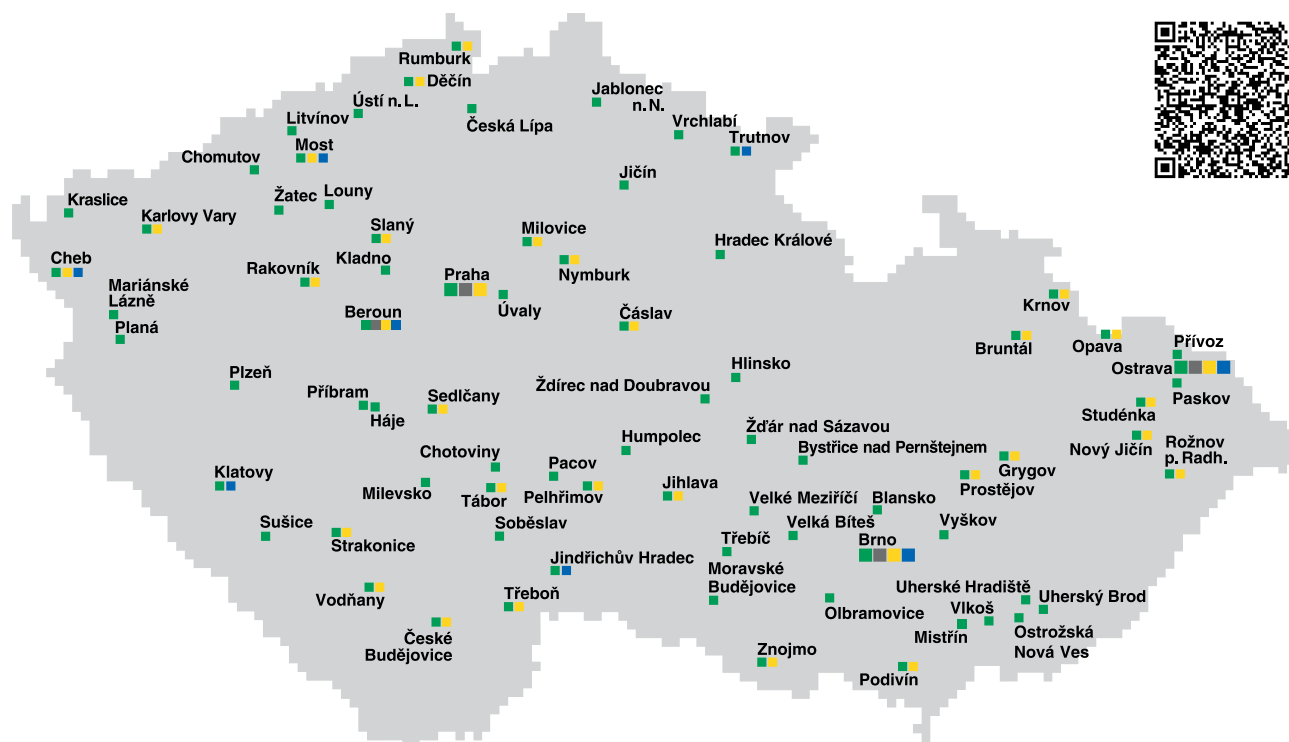 Rumburk
Děčín
Ústí n. L.
Česká Lípa
Jablonec
n. N.
Litvínov
Vrchlabí
Most
Trutnov
Chomutov
Jičín
Kraslice
Žatec
Louny
Karlovy Vary
Slaný
Milovice
Hradec Králové
Cheb
Kladno
Rakovník
Praha
Nymburk
Mariánské
Lázně
Úvaly
Krnov
Beroun
Čáslav
Planá
Bruntál
Opava
Přívoz
Ostrava
Plzeň
Hlinsko
Ždírec nad Doubravou
Paskov
Příbram
Sedlčany
Háje
Studénka
Žďár nad Sázavou
Humpolec
Bystřice nad Pernštejnem
Nový Jičín
Rožnov
p. Radh.
Chotoviny
Pacov
Grygov
Klatovy
Milevsko
Tábor
Pelhřimov
Jihlava
Prostějov
Velké Meziříčí
Blansko
Sušice
Strakonice
Soběslav
Velká Bíteš
Vyškov
Třebíč
Brno
Jindřichův Hradec
Moravské
Budějovice
Uherské Hradiště
Vodňany
Třeboň
Olbramovice
Vlkoš
Uherský Brod
Mistřín
Ostrožská
Nová Ves
České
Budějovice
Znojmo
Podivín